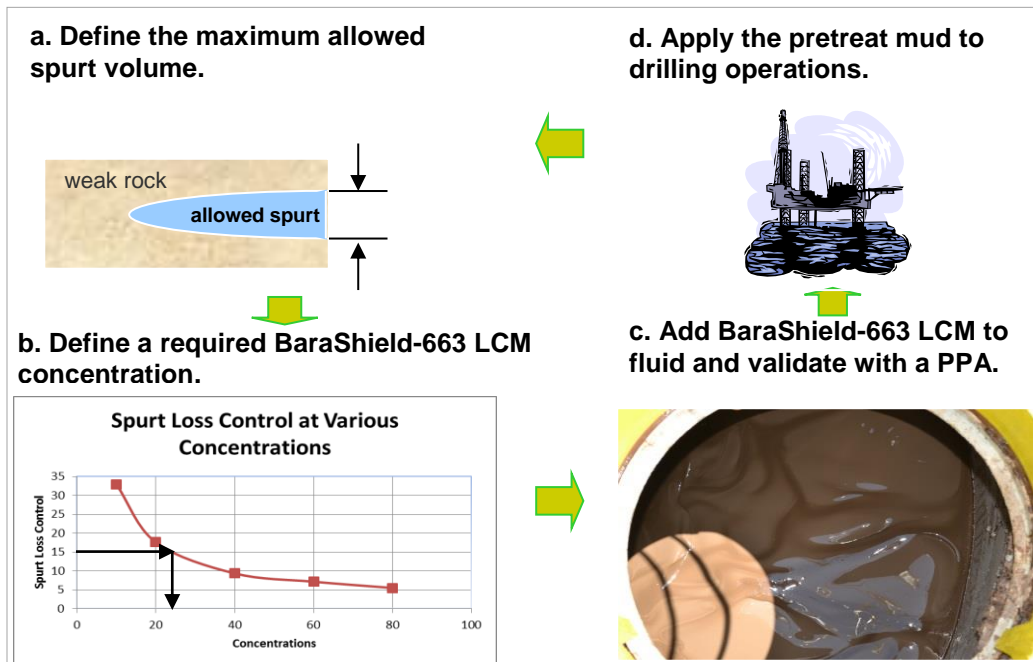 a. Define the maximum allowed
spurt volume.
weak rock
allowed spurt
b. Define a required BaraShield-663 LCM
concentration.
Spurt Loss Control at Various
Concentrations
Spurt Loss Control
35
30
25
20
15
10
5
0
0 20 40 60 80 100
Concentrations
c. Add BaraShield-663 LCM to
fluid and validate with a PPA.
d. Apply the pretreat mud to
drilling operations.